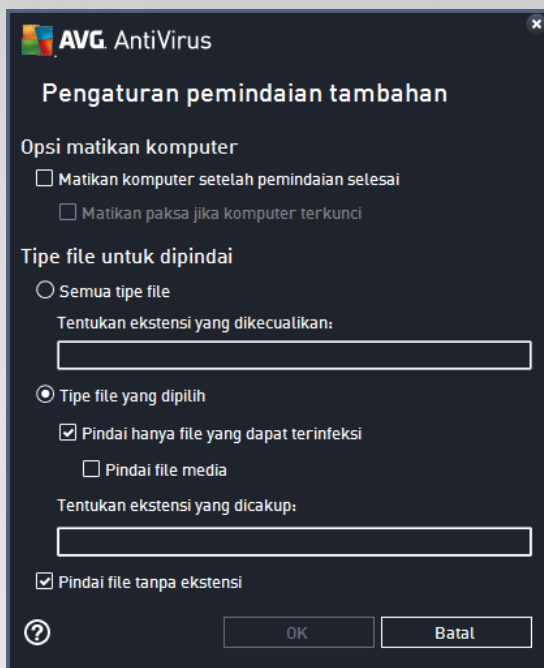 AVG. AntiVirus
Pengaturan pemindaian tambahan
Opsi matikan komputer
Matikan komputer setelah pemindaian selesai
Matikan paksa jika komputer terkunci
Tipe file untuk dipindai
Semua tipe file
Tentukan ekstensi yang dikecualikan:
Tipe file yang dipilih
Pindai hanya file yang dapat terinfeksi
Pindai file media
Tentukan ekstensi yang dicakup:
Pindai file tanpa ekstensi
OK Batal